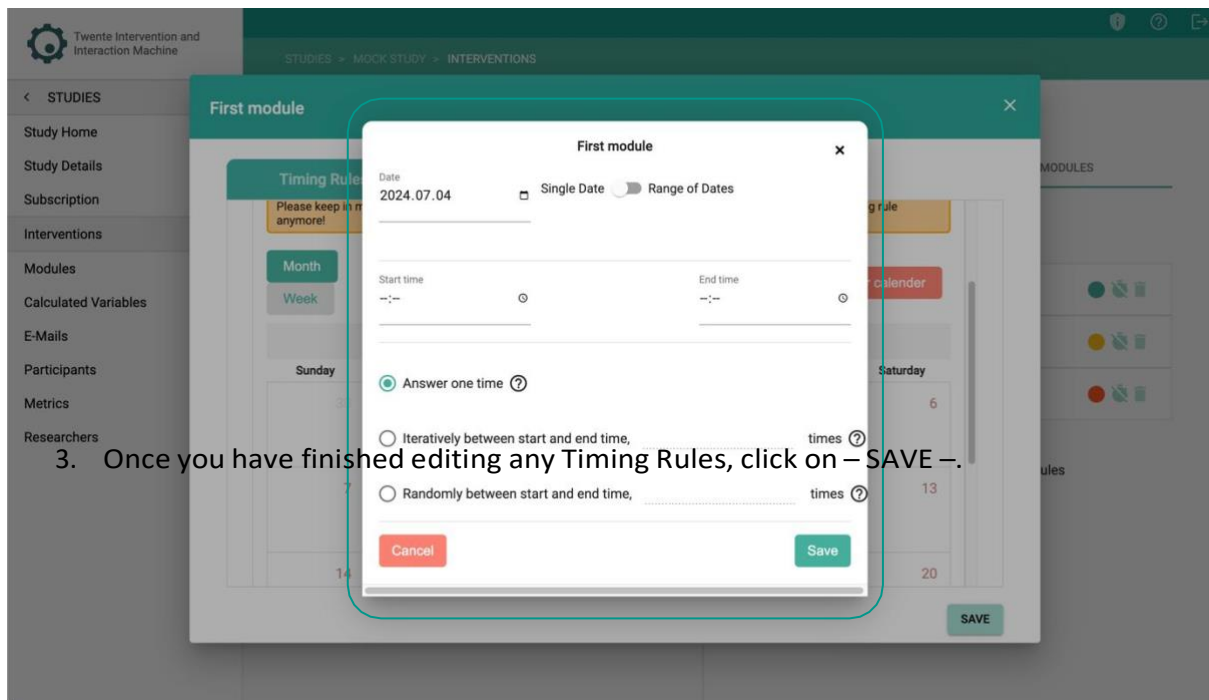 Twente Intervention and
Interaction Machine
STUDIES > MOCK STUDY > INTERVENTIONS
< STUDIES
Study Home
Study Details
Subscription
Interventions
Modules
Calculated Variables
E-Mails
Participants
Metrics
Researchers
First module
×
MODULES
Timing Rule
Please keep in
g rule
anymore!
Month
Week
calender
Sunday
Saturday
6
7
13
14
20
ules
SAVE
First module
×
Date
2024.07.04
Single Date
Range of Dates
Start time
End time
--:--
--:--
Answer one time ?
Iteratively between start and end time, times ?
3. Once you have finished editing any Timing Rules, click on – SAVE –.
Randomly between start and end time, times ?
Cancel
Save